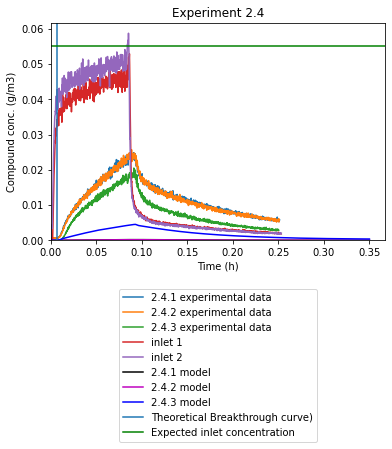 Experiment 2.4
Compound conc. (g/m3)
0.06
0.05
0.04
0.03
0.02
0.01
0.00
0.00 0.05 0.10 0.15 0.20 0.25 0.30 0.35
Time (h)
2.4.1 experimental data
2.4.2 experimental data
2.4.3 experimental data
inlet 1
inlet 2
2.4.1 model
2.4.2 model
2.4.3 model
Theoretical Breakthrough curve)
Expected inlet concentration